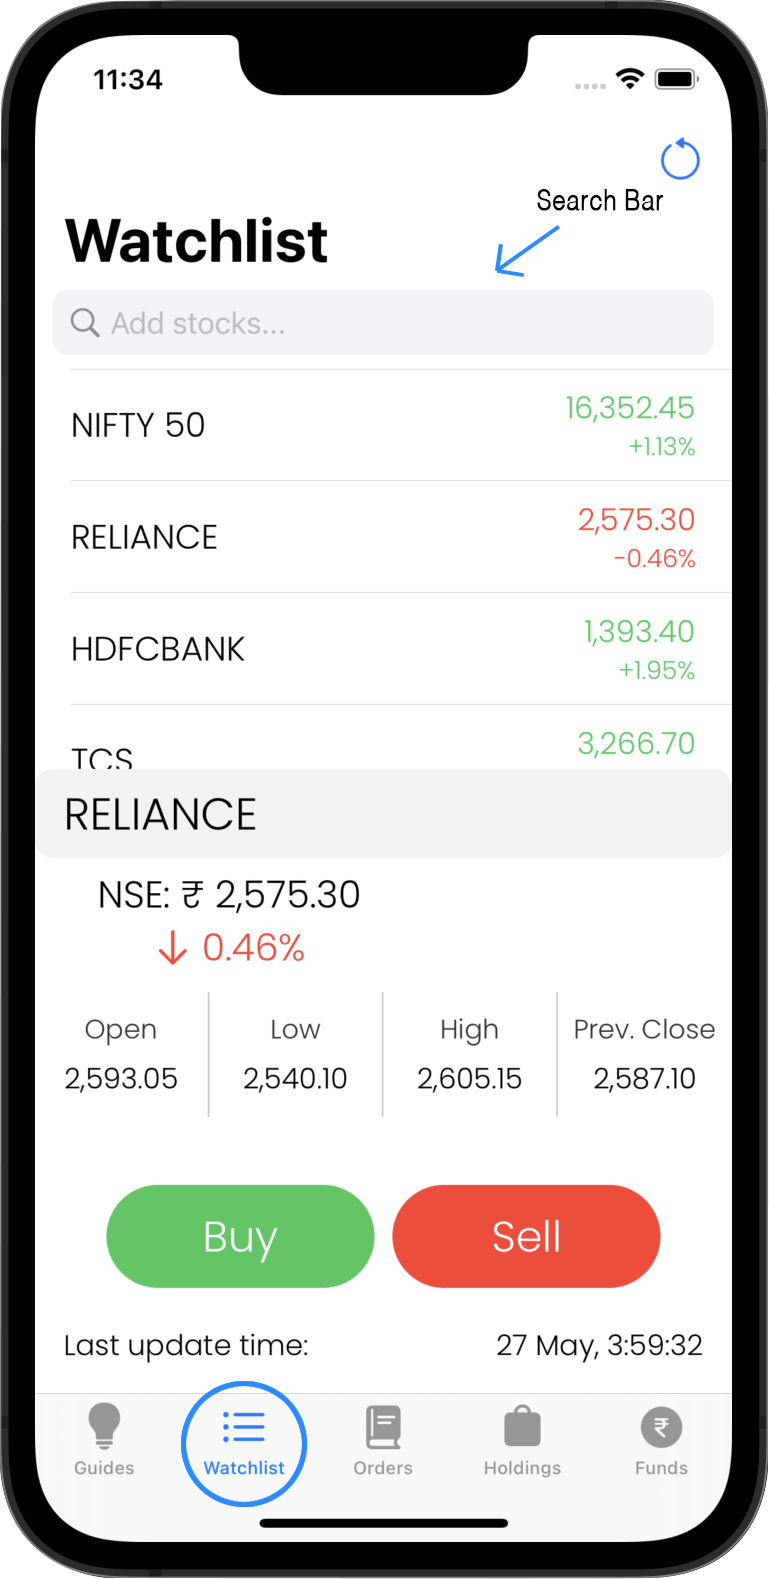 11:34
Search Bar
Watchlist
Add stocks...
NIFTY 50 16,352.45
+1.13%
RELIANCE 2,575.30
-0.46%
HDFCBANK 1,393.40
+1.95%
TCS 3,266.70
RELIANCE
NSE: ₹ 2,575.30
↓ 0.46%
Open Low High Prev. Close
2,593.05 2,540.10 2,605.15 2,587.10
Buy Sell
Last update time: 27 May, 3:59:32
₹
Guides Watchlist Orders Holdings Funds